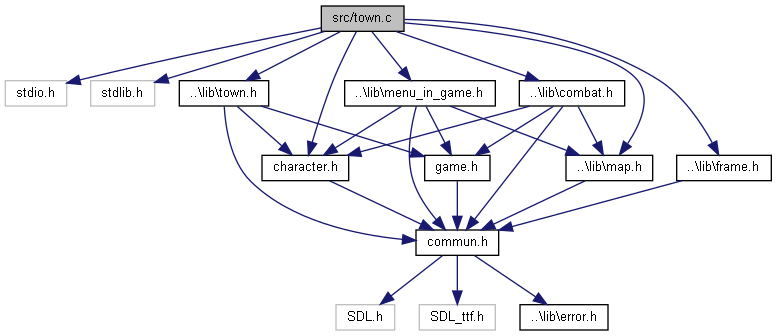 src/town.c
stdio.h
stdlib.h
..\lib\town.h
..\lib\menu_in_game.h
..\lib\combat.h
character.h
game.h
..\lib\map.h
..\lib\frame.h
commun.h
SDL.h
SDL_ttf.h
..\lib\error.h